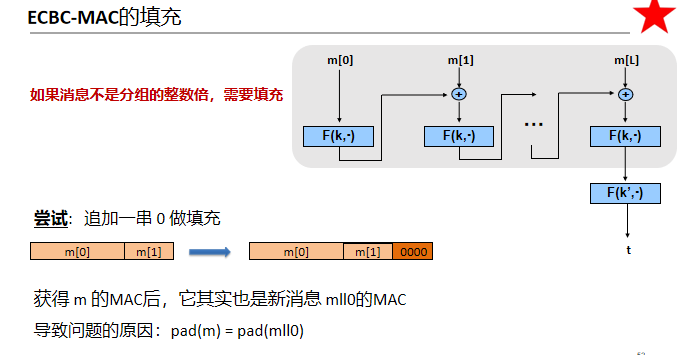 ECBC-MAC的填充
如果消息不是分组的整数倍，需要填充
m[0] m[1] m[L]
F(k,-) F(k,-) ... F(k,-)
F(k',-)
t
尝试：追加一串 0 做填充
m[0] m[1] m[0] m[1] 0000
获得 m 的MAC后，它其实也是新消息 mll0的MAC
导致问题的原因：pad(m) = pad(mll0)